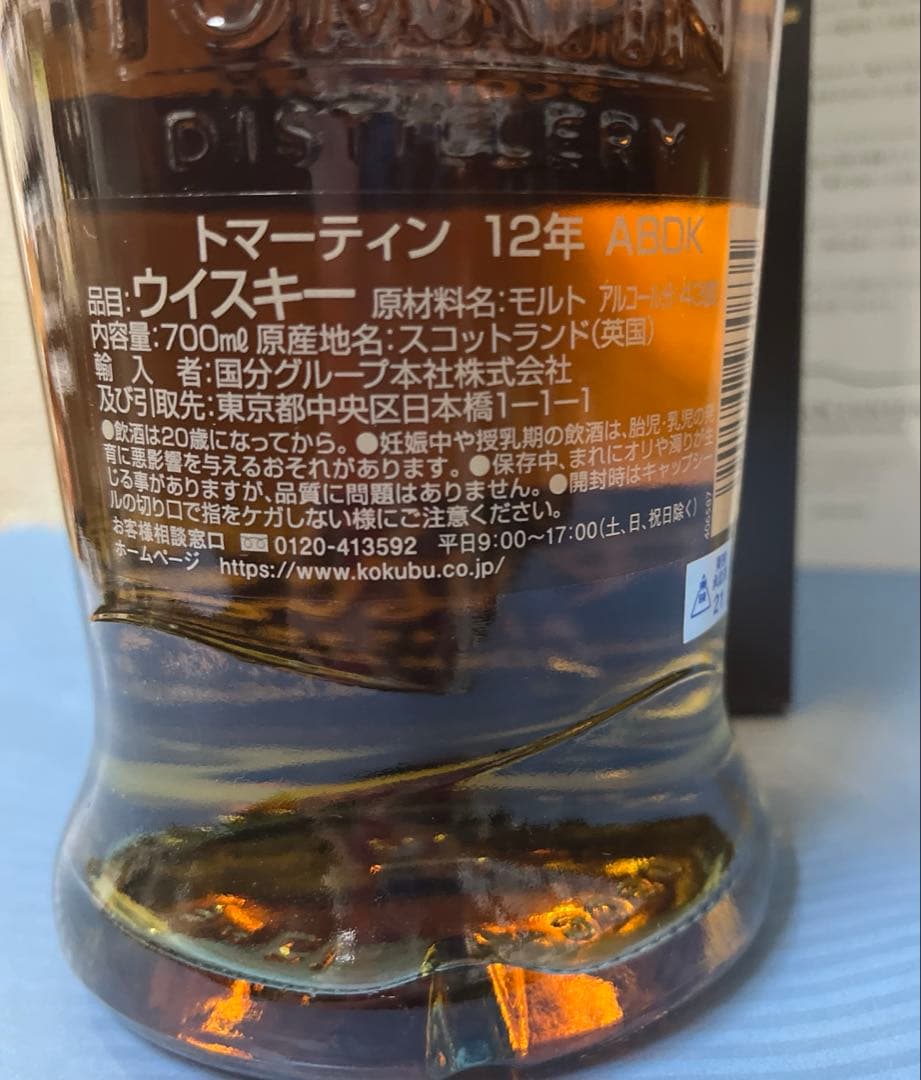 DISTILLERY
トマーティン 12年 ABDK
品目:ウイスキー 原材料名:モルト アルコール分
内容量:700㎖ 原産地名:スコットランド(英国)
輸 入 者:国分グループ本社株式会社
及び引取先:東京都中央区日本橋1ー1ー1
●飲酒は20歳になってから。●妊娠中や授乳期の飲酒は、胎児・乳児の発
育に悪影響を与えるおそれがあります。●保存中、まれにオリや濁りが生
じる事がありますが、品質に問題はありません。●開封時はキャップシー
ルの切り口で指をケガしない様にご注意ください。
お客様相談窓口 0120-413592 平日9:00〜17:00(土、日、祝日除く)
ホームページ https://www.kokubu.co.jp/
406587
21